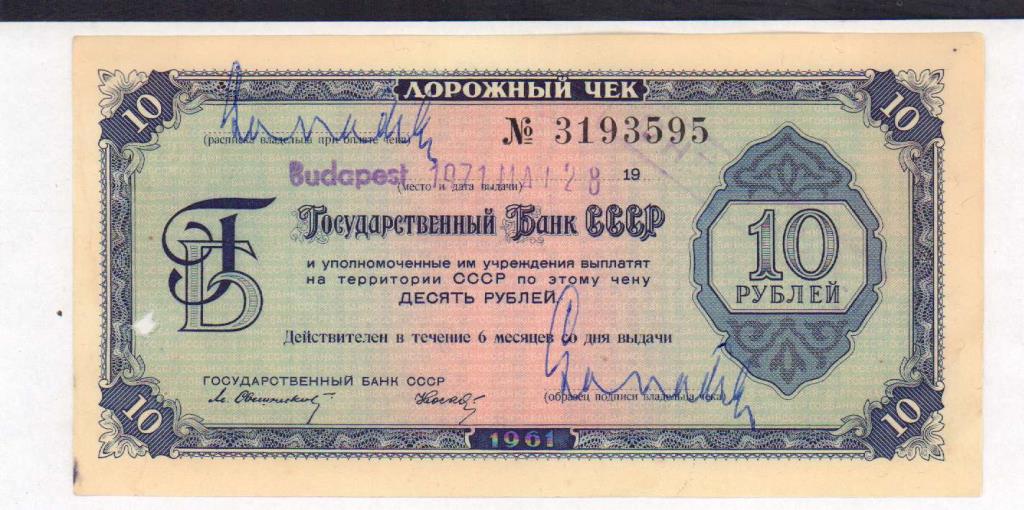 10
ДОРОЖНЫЙ ЧЕК
10
(расписка владельца при оплате чека)
№ 3193595
Budapest 1971 MAJ 28 19
(место и дата выдачи)
ГБ
Государственный Банк СССР
и уполномоченные им учреждения выплатят
на территории СССР по этому чеку
ДЕСЯТЬ РУБЛЕЙ
10
РУБЛЕЙ
Действителен в течение 6 месяцев со дня выдачи
ГОСУДАРСТВЕННЫЙ БАНК СССР
(образец подписи владельца чека)
10
1961
10